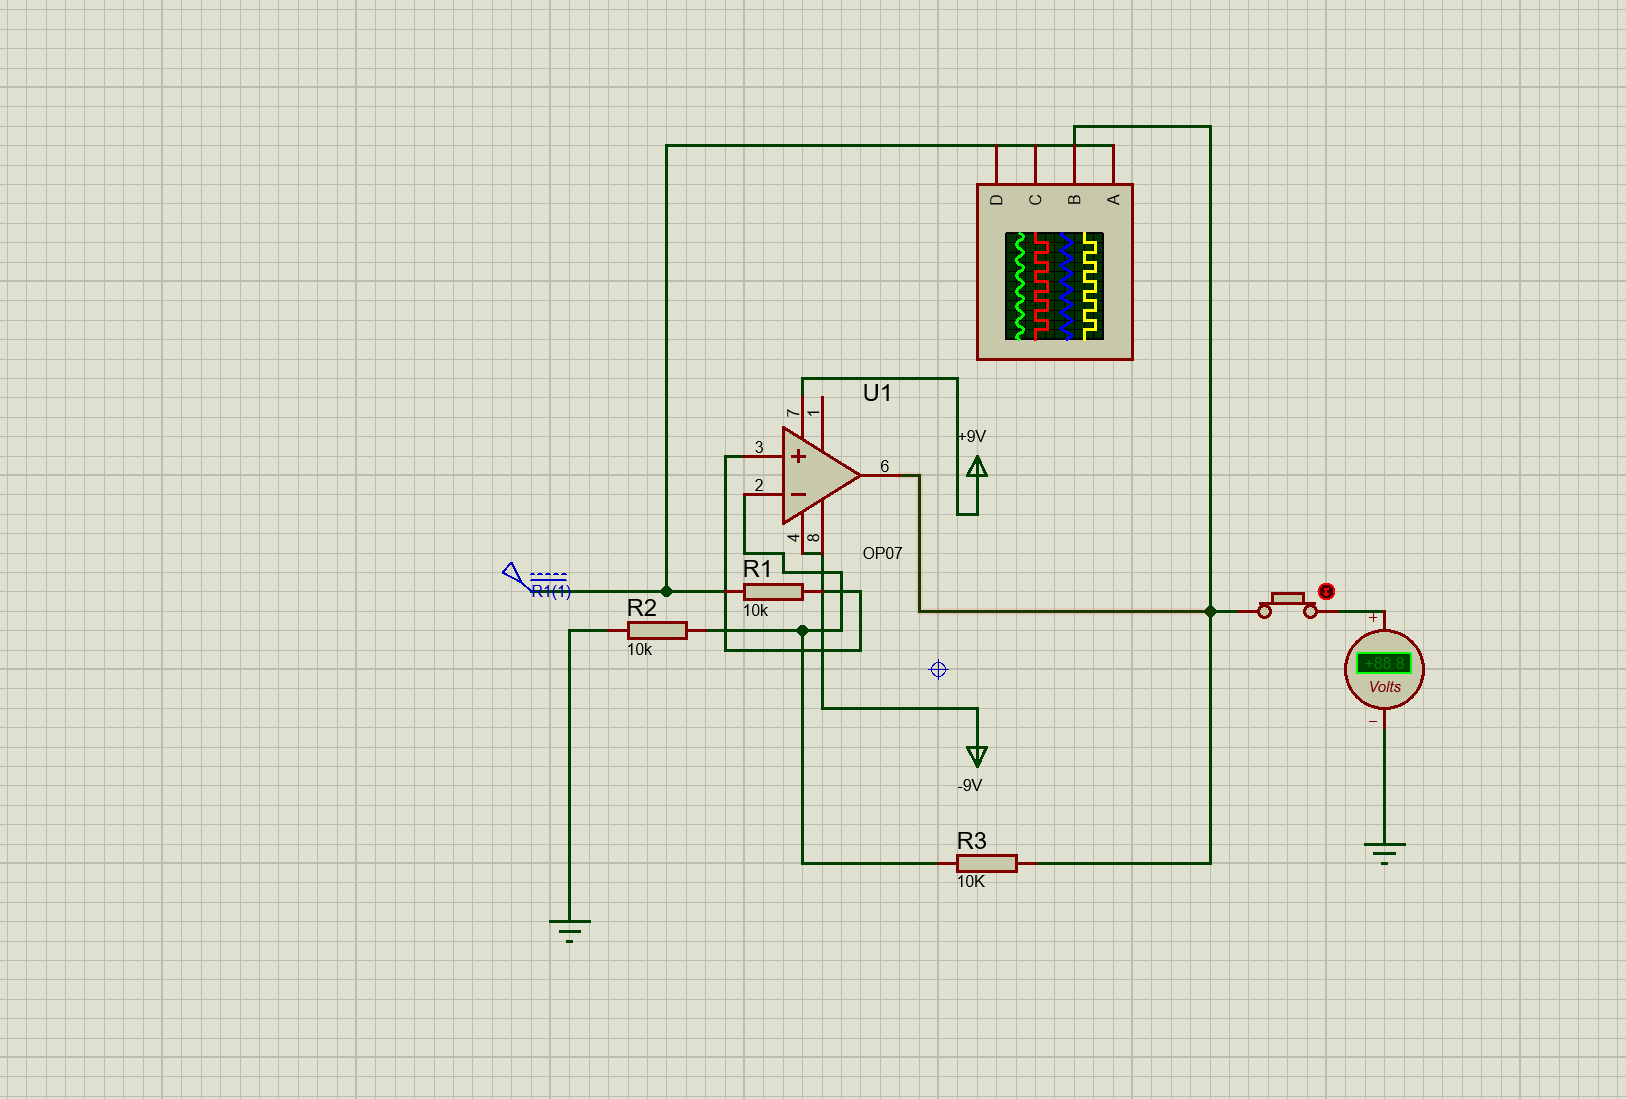 D C B A
U1
7 1
+9V
3
6
2
4 8
OP07
R1
R1(1)
10k
R2
10k
+
+88.8
Volts
-9V
R3
10K